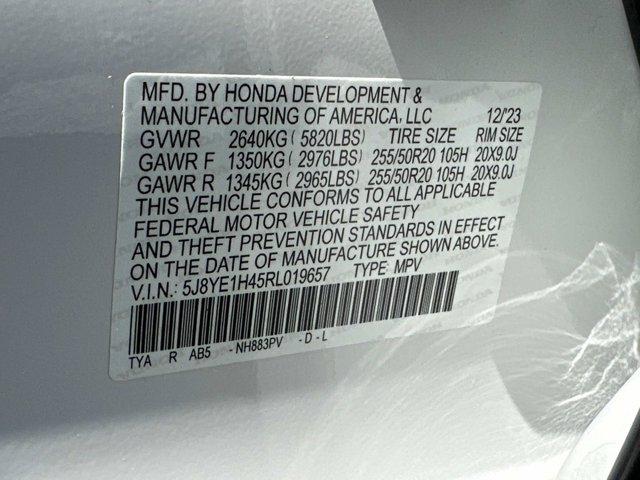 MFD. BY HONDA DEVELOPMENT &
MANUFACTURING OF AMERICA, LLC 12/23
GVWR 2640KG ( 5820LBS) TIRE SIZE RIM SIZE
GAWR F 1350KG ( 2976LBS) 255/50R20 105H 20X9.0J
GAWR R 1345KG ( 2965LBS) 255/50R20 105H 20X9.0J
THIS VEHICLE CONFORMS TO ALL APPLICABLE
FEDERAL MOTOR VEHICLE SAFETY
AND THEFT PREVENTION STANDARDS IN EFFECT
ON THE DATE OF MANUFACTURE SHOWN ABOVE.
V.I.N.: 5J8YE1H45RL019657 TYPE: MPV
TYA R AB5 -NH883PV -D-L